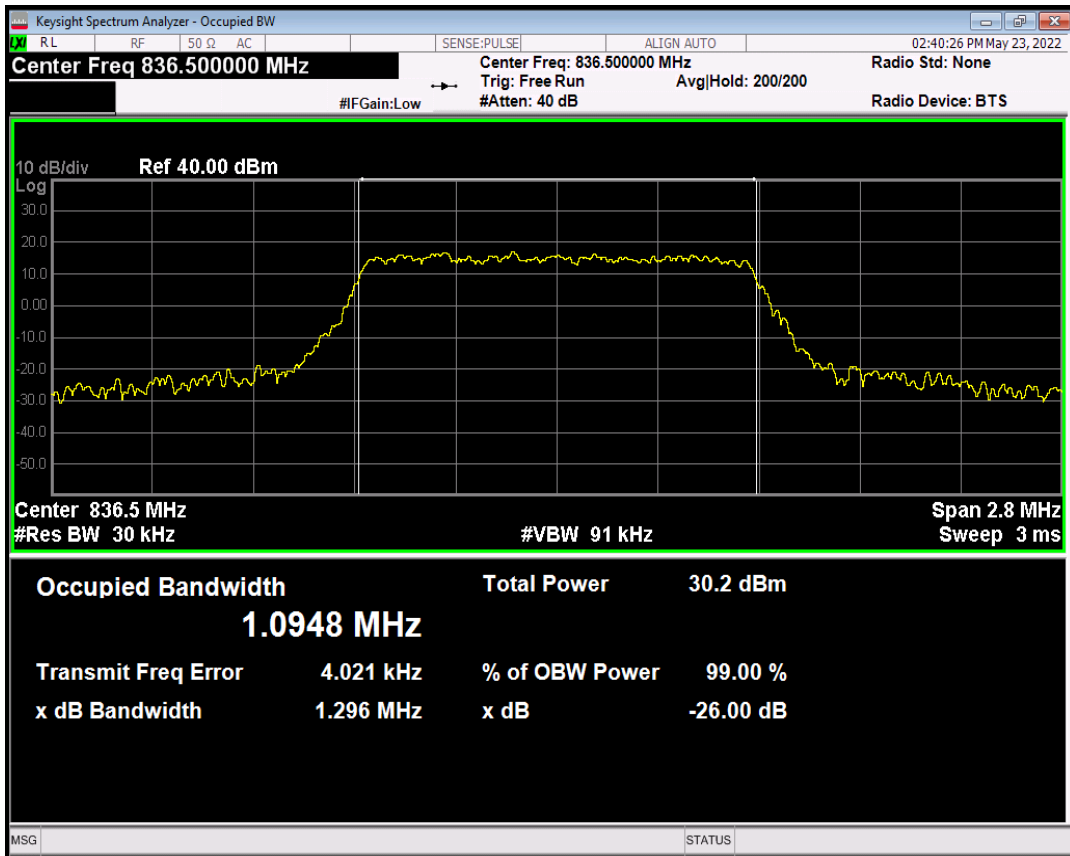 Keysight Spectrum Analyzer - Occupied BW
LXI RL RF 50 Ω AC SENSE:PULSE ALIGN AUTO 02:40:26 PM May 23, 2022
Center Freq 836.500000 MHz Center Freq: 836.500000 MHz Radio Std: None
Trig: Free Run Avg|Hold: 200/200
#IFGain:Low #Atten: 40 dB Radio Device: BTS
10 dB/div Ref 40.00 dBm
Log
30.0
20.0
10.0
0.00
-10.0
-20.0
-30.0
-40.0
-50.0
Center 836.5 MHz Span 2.8 MHz
#Res BW 30 kHz #VBW 91 kHz Sweep 3 ms
Occupied Bandwidth Total Power 30.2 dBm
1.0948 MHz
Transmit Freq Error 4.021 kHz % of OBW Power 99.00 %
x dB Bandwidth 1.296 MHz x dB -26.00 dB
MSG STATUS